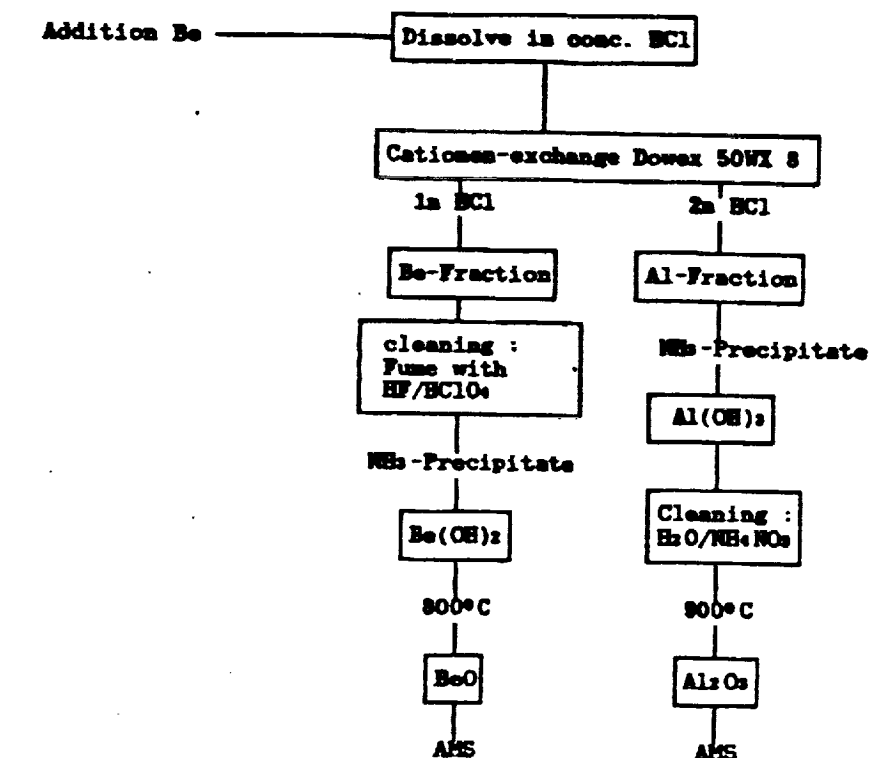 Addition Be
Dissolve in conc. HCl
Cationen-exchange Dowex 50WX 8
1n HCl
2n HCl
Be-Fraction
Al-Fraction
cleaning :
Fume with
HF/HClO₄
NH₃-Precipitate
Al(OH)₃
NH₃-Precipitate
Cleaning :
H₂O/NH₄NO₃
Be(OH)₂
800°C
900°C
BeO
Al₂O₃
AMS
AMS